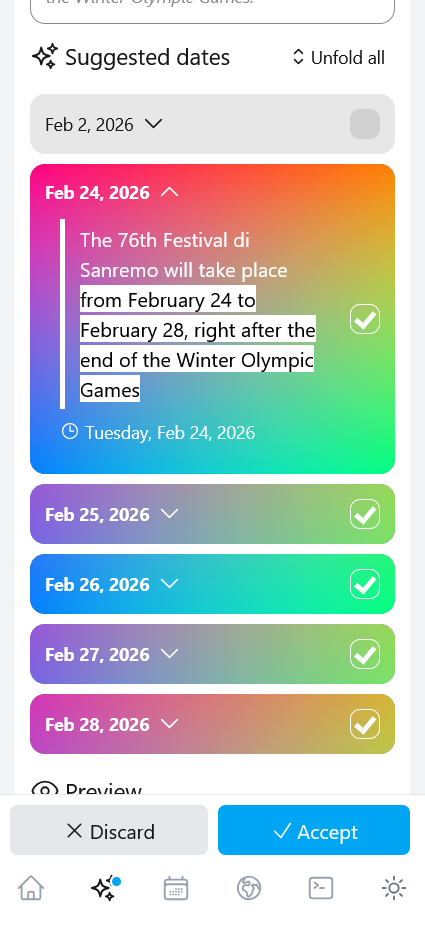 the Winter Olympic Games.
Suggested dates
Unfold all
Feb 2, 2026
Feb 24, 2026
The 76th Festival di
Sanremo will take place
from February 24 to
February 28, right after the
end of the Winter Olympic
Games
Tuesday, Feb 24, 2026
Feb 25, 2026
Feb 26, 2026
Feb 27, 2026
Feb 28, 2026
Preview
Discard
Accept